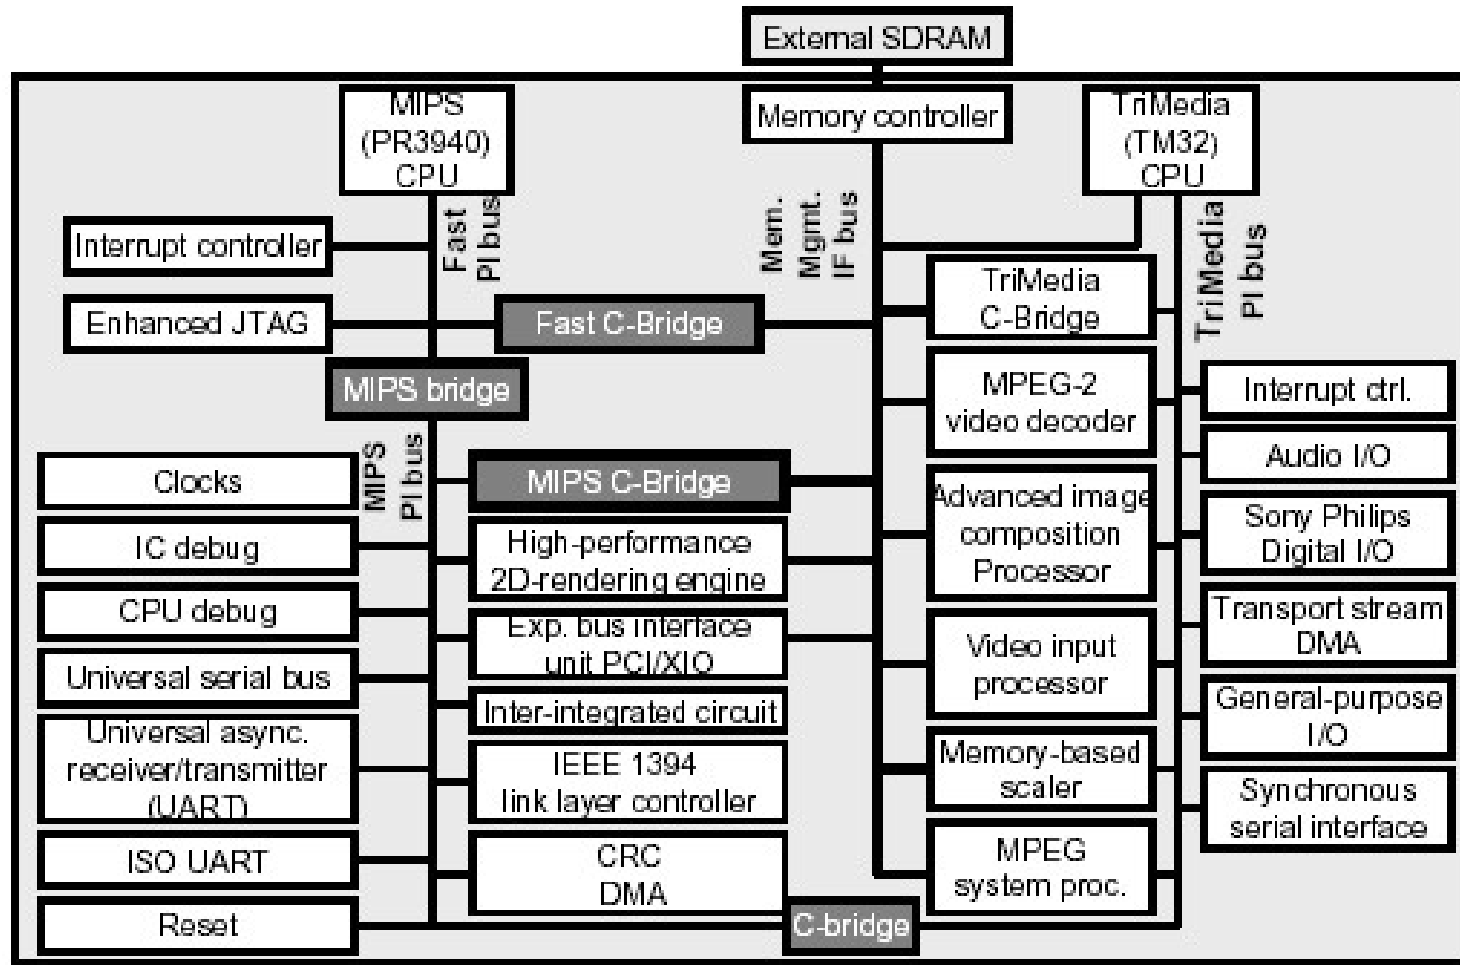 External SDRAM
MIPS
(PR3940)
CPU
Memory controller
TriMedia
(TM32)
CPU
Fast
PI bus
Mem.
Mgmt.
IF bus
TriMedia
PI bus
Interrupt controller
Enhanced JTAG
Fast C-Bridge
MIPS bridge
MIPS
PI bus
Clocks
IC debug
CPU debug
Universal serial bus
Universal async.
receiver/transmitter
(UART)
ISO UART
Reset
MIPS C-Bridge
High-performance
2D-rendering engine
Exp. bus interface
unit PCI/XIO
Inter-integrated circuit
IEEE 1394
link layer controller
CRC
DMA
C-bridge
TriMedia
C-Bridge
MPEG-2
video decoder
Advanced image
composition
Processor
Video input
processor
Memory-based
scaler
MPEG
system proc.
Interrupt ctrl.
Audio I/O
Sony Philips
Digital I/O
Transport stream
DMA
General-purpose
I/O
Synchronous
serial interface